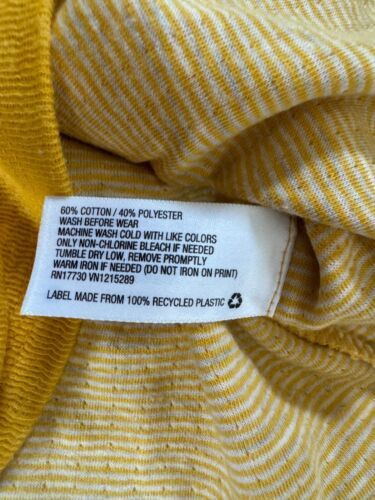 60% COTTON / 40% POLYESTER
WASH BEFORE WEAR
MACHINE WASH COLD WITH LIKE COLORS
ONLY NON-CHLORINE BLEACH IF NEEDED
TUMBLE DRY LOW, REMOVE PROMPTLY
WARM IRON IF NEEDED (DO NOT IRON ON PRINT)
RN17730 VN1215289
LABEL MADE FROM 100% RECYCLED PLASTIC